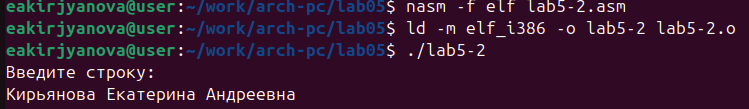 eakirjyanova@user:~/work/arch-pc/lab05$ nasm -f elf lab5-2.asm
eakirjyanova@user:~/work/arch-pc/lab05$ ld -m elf_i386 -o lab5-2 lab5-2.o
eakirjyanova@user:~/work/arch-pc/lab05$ ./lab5-2
Введите строку:
Кирьянова Екатерина Андреевна